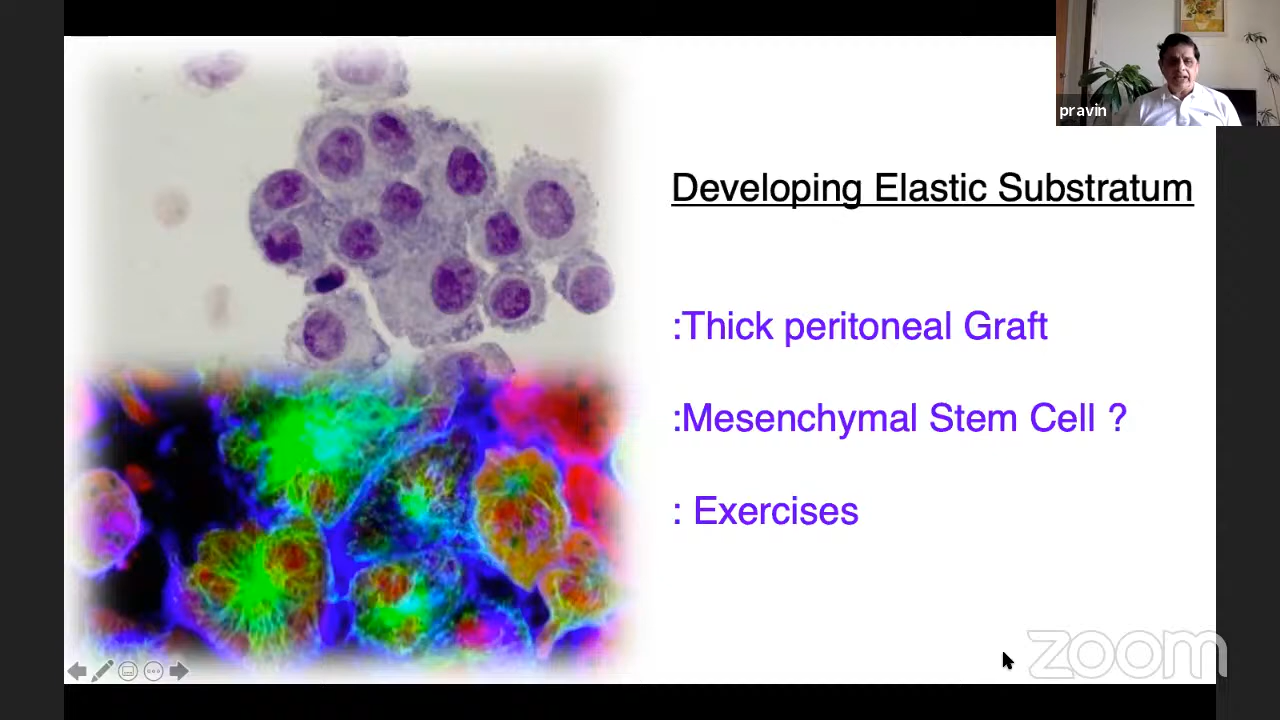 pravin
Developing Elastic Substratum
:Thick peritoneal Graft
:Mesenchymal Stem Cell ?
: Exercises
zoom